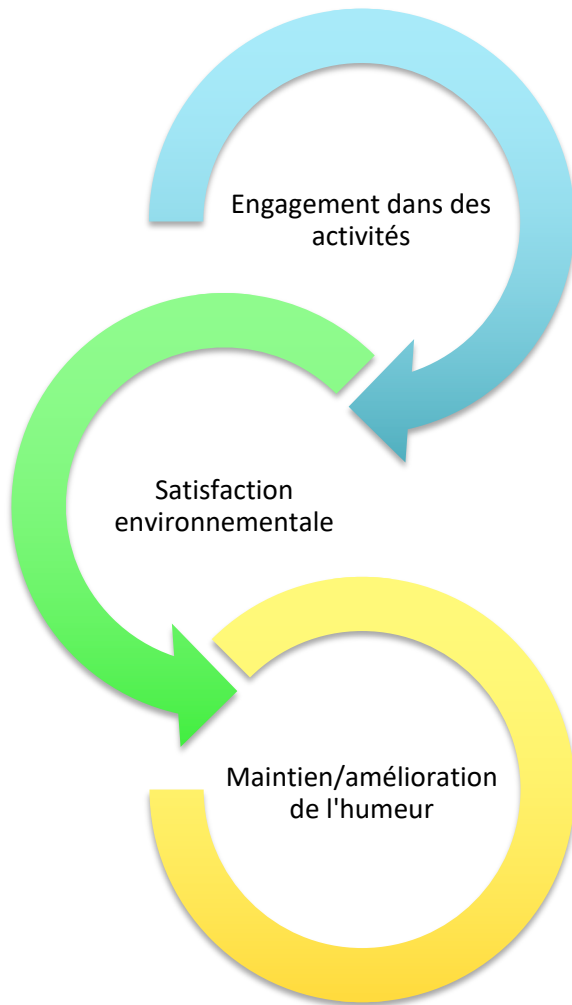 Engagement dans des
activités
Satisfaction
environnementale
Maintien/amélioration
de l'humeur